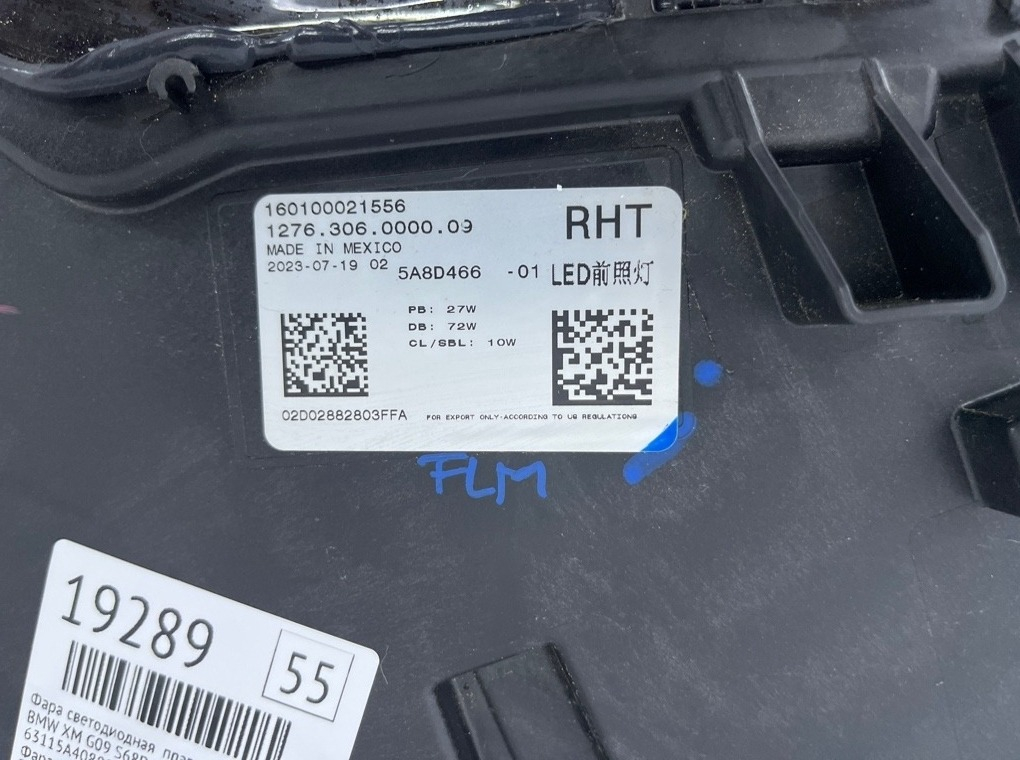 160100021556
1276.306.0000.09
RHT
MADE IN MEXICO
2023-07-19 02
5A8D466 -01 LED前照灯
PB: 27W
DB: 72W
CL/SBL: 10W
02D02882803FFA
FOR EXPORT ONLY-ACCORDING TO US REGULATIONS
FLM
19289
55
Фара светодиодная
BMW XM G09
Фара